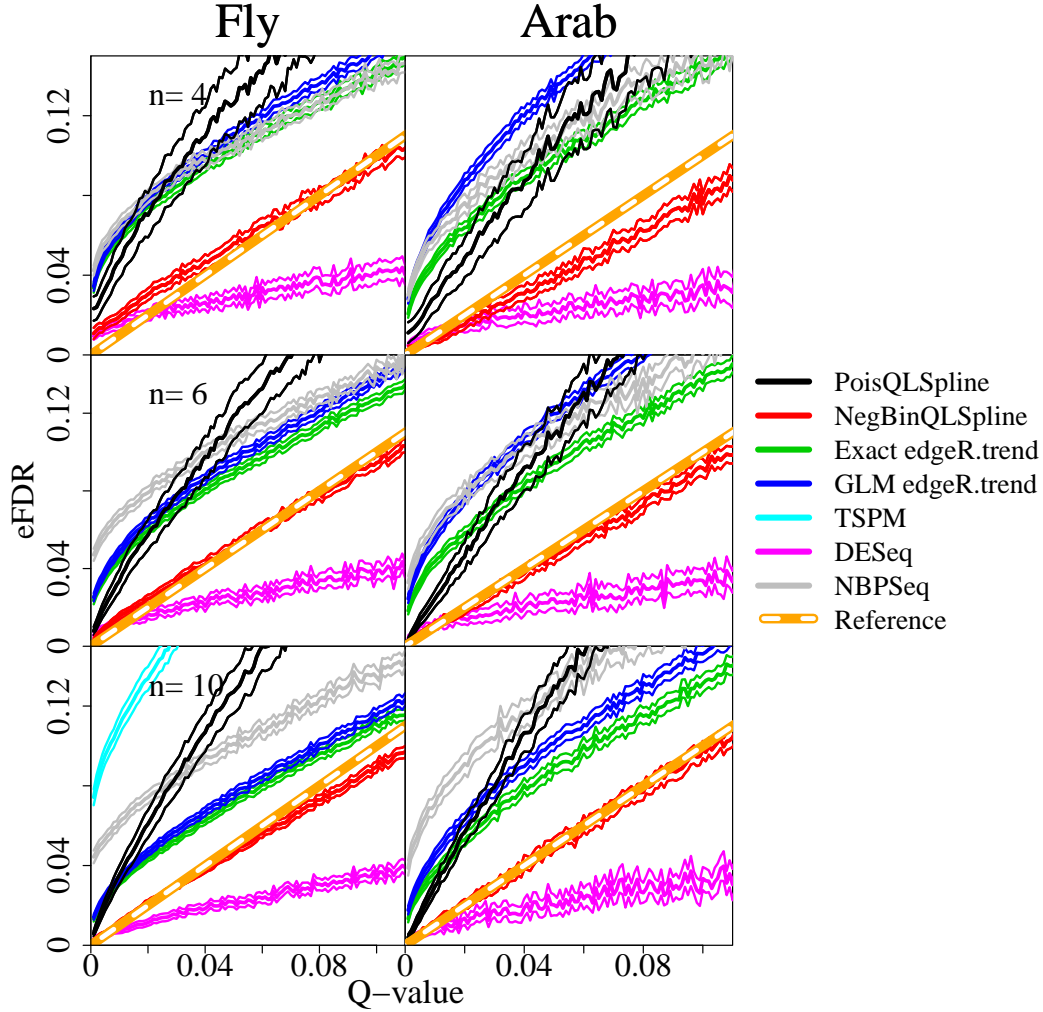 Fly Arab
n= 4
0.12
0.04
0
n= 6
0.12
0.04
0
n= 10
0.12
0.04
0
eFDR
0 0.04 0.08 0 0.04 0.08
Q−value
PoisQLSpline
NegBinQLSpline
Exact edgeR.trend
GLM edgeR.trend
TSPM
DESeq
NBPSeq
Reference